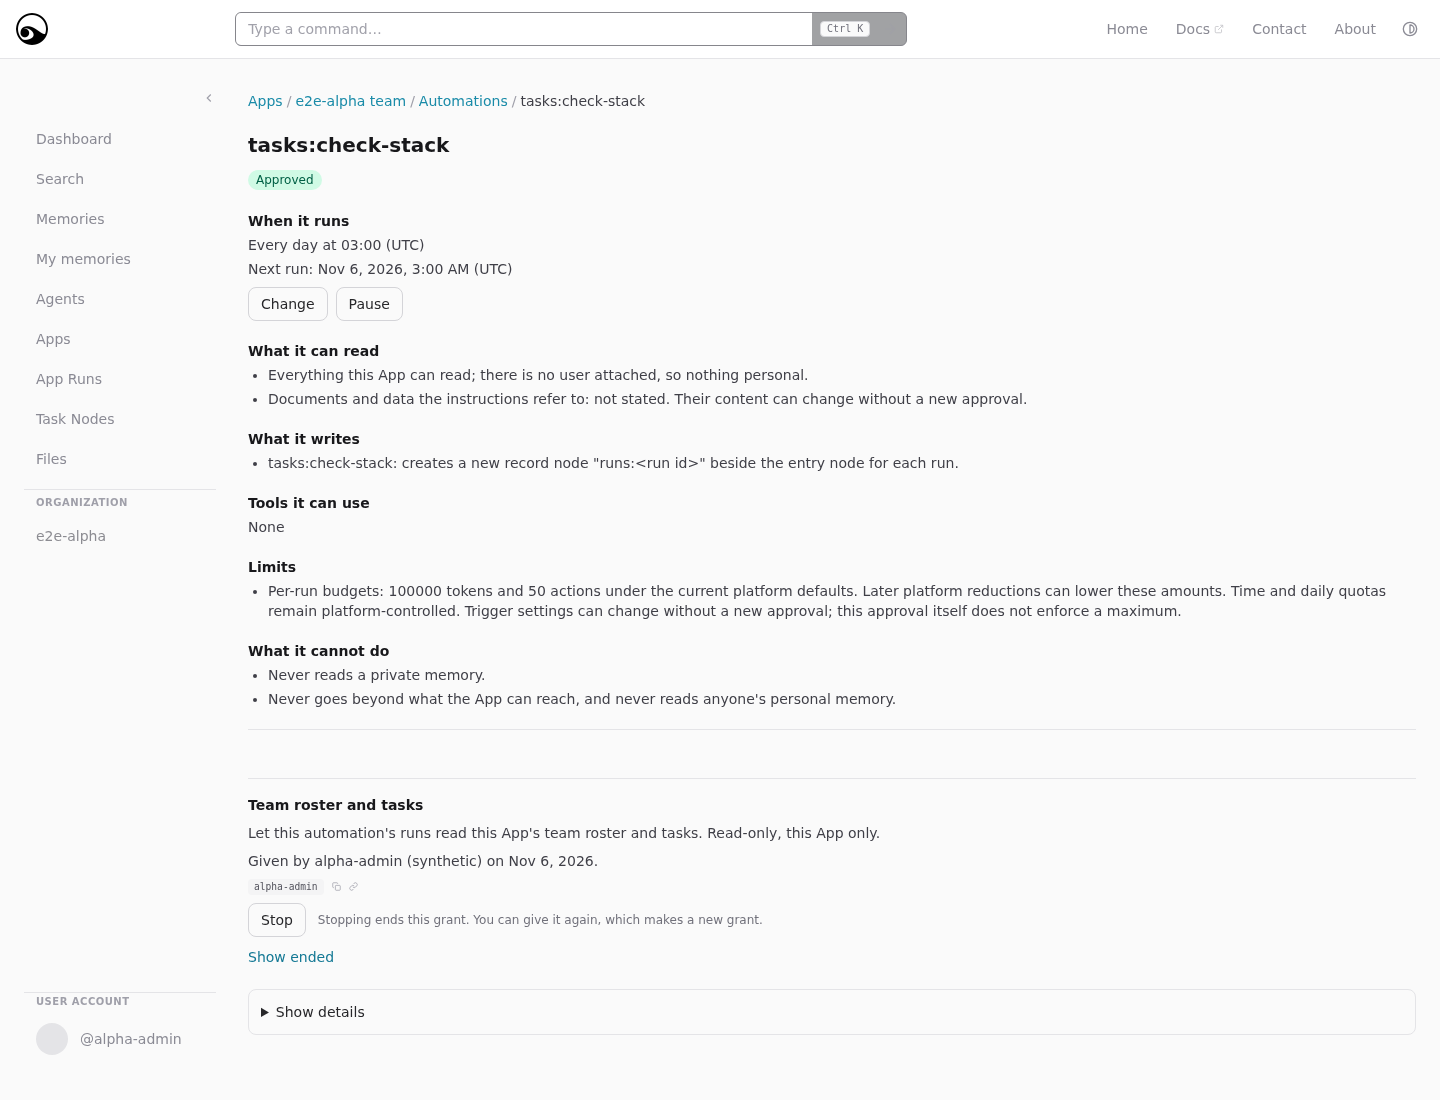 Type a command...
Ctrl K
Home
Docs
Contact
About
Dashboard
Search
Memories
My memories
Agents
Apps
App Runs
Task Nodes
Files
ORGANIZATION
e2e-alpha
USER ACCOUNT
@alpha-admin
Apps / e2e-alpha team / Automations / tasks:check-stack
tasks:check-stack
Approved
When it runs
Every day at 03:00 (UTC)
Next run: Nov 6, 2026, 3:00 AM (UTC)
Change
Pause
What it can read
• Everything this App can read; there is no user attached, so nothing personal.
• Documents and data the instructions refer to: not stated. Their content can change without a new approval.
What it writes
• tasks:check-stack: creates a new record node "runs:<run id>" beside the entry node for each run.
Tools it can use
None
Limits
• Per-run budgets: 100000 tokens and 50 actions under the current platform defaults. Later platform reductions can lower these amounts. Time and daily quotas
remain platform-controlled. Trigger settings can change without a new approval; this approval itself does not enforce a maximum.
What it cannot do
• Never reads a private memory.
• Never goes beyond what the App can reach, and never reads anyone's personal memory.
Team roster and tasks
Let this automation's runs read this App's team roster and tasks. Read-only, this App only.
Given by alpha-admin (synthetic) on Nov 6, 2026.
alpha-admin
Stop
Stopping ends this grant. You can give it again, which makes a new grant.
Show ended
Show details